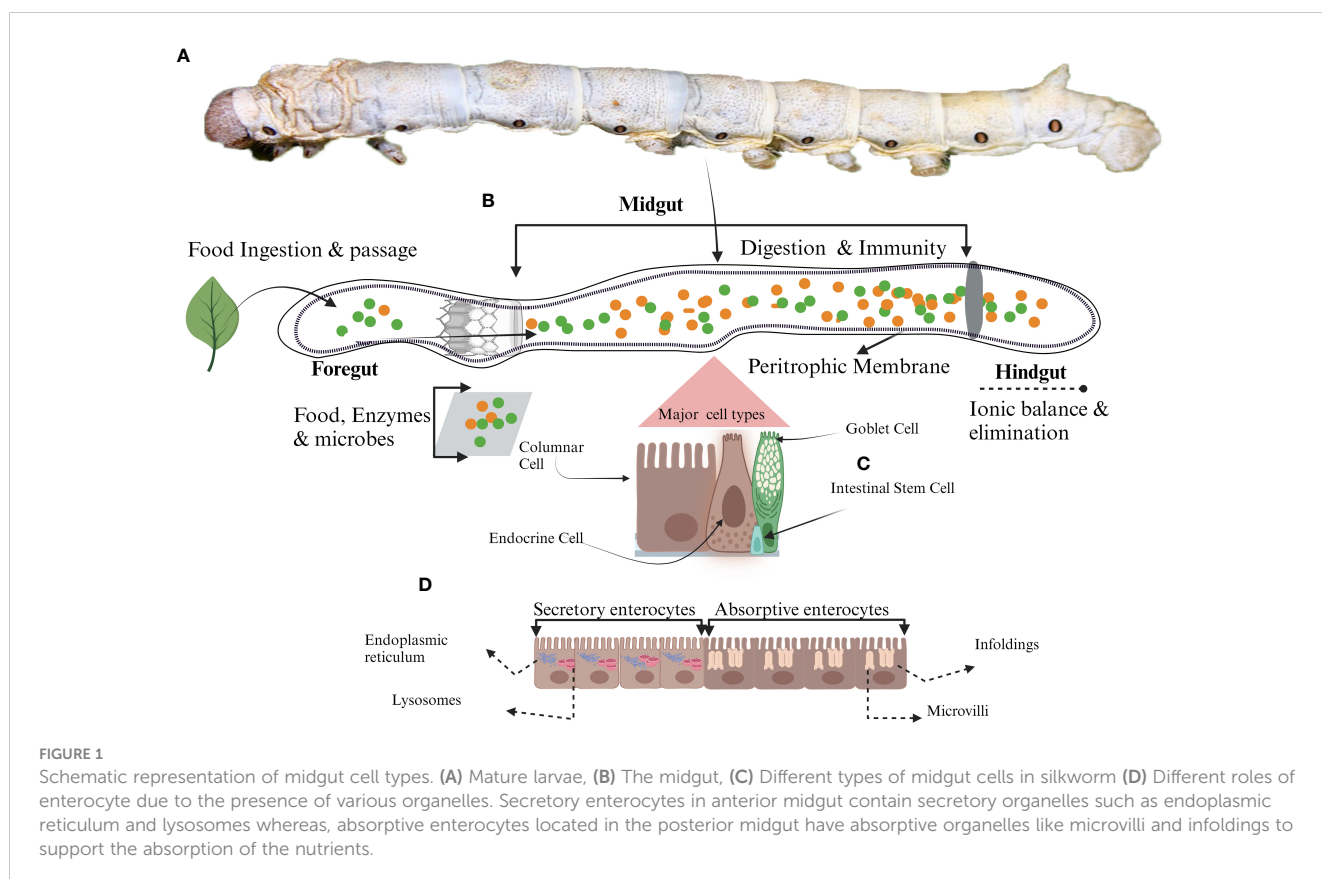 A
B
Midgut
Food Ingestion & passage
Digestion & Immunity
Foregut
Peritrophic Membrane
Hindgut
Food, Enzymes
& microbes
Ionic balance &
elimination
Major cell types
Columnar
Cell
Goblet Cell
C
Intestinal Stem Cell
Endocrine Cell
D
Secretory enterocytes
Absorptive enterocytes
Endoplasmic
reticulum
Infoldings
Lysosomes
Microvilli
FIGURE 1
Schematic representation of midgut cell types. (A) Mature larvae, (B) The midgut, (C) Different types of midgut cells in silkworm (D) Different roles of
enterocyte due to the presence of various organelles. Secretory enterocytes in anterior midgut contain secretory organelles such as endoplasmic
reticulum and lysosomes whereas, absorptive enterocytes located in the posterior midgut have absorptive organelles like microvilli and infoldings to
support the absorption of the nutrients.